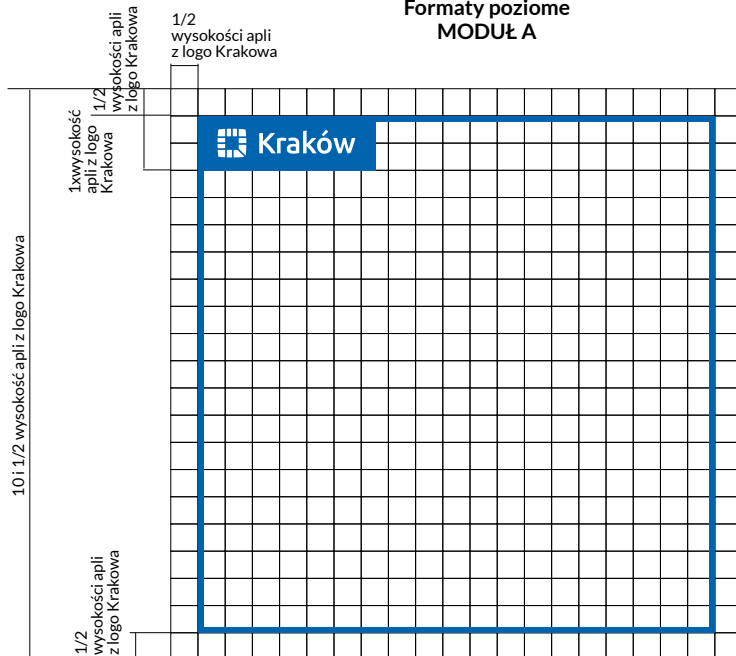 Formaty poziome
MODUŁ A
1/2
wysokości apli
z logo Krakowa
1/2
wysokości apli
z logo Krakowa
1xwysokość
apli z logo
Krakowa
Kraków
10 i 1/2 wysokość apli z logo Krakowa
1/2
wysokości apli
z logo Krakowa